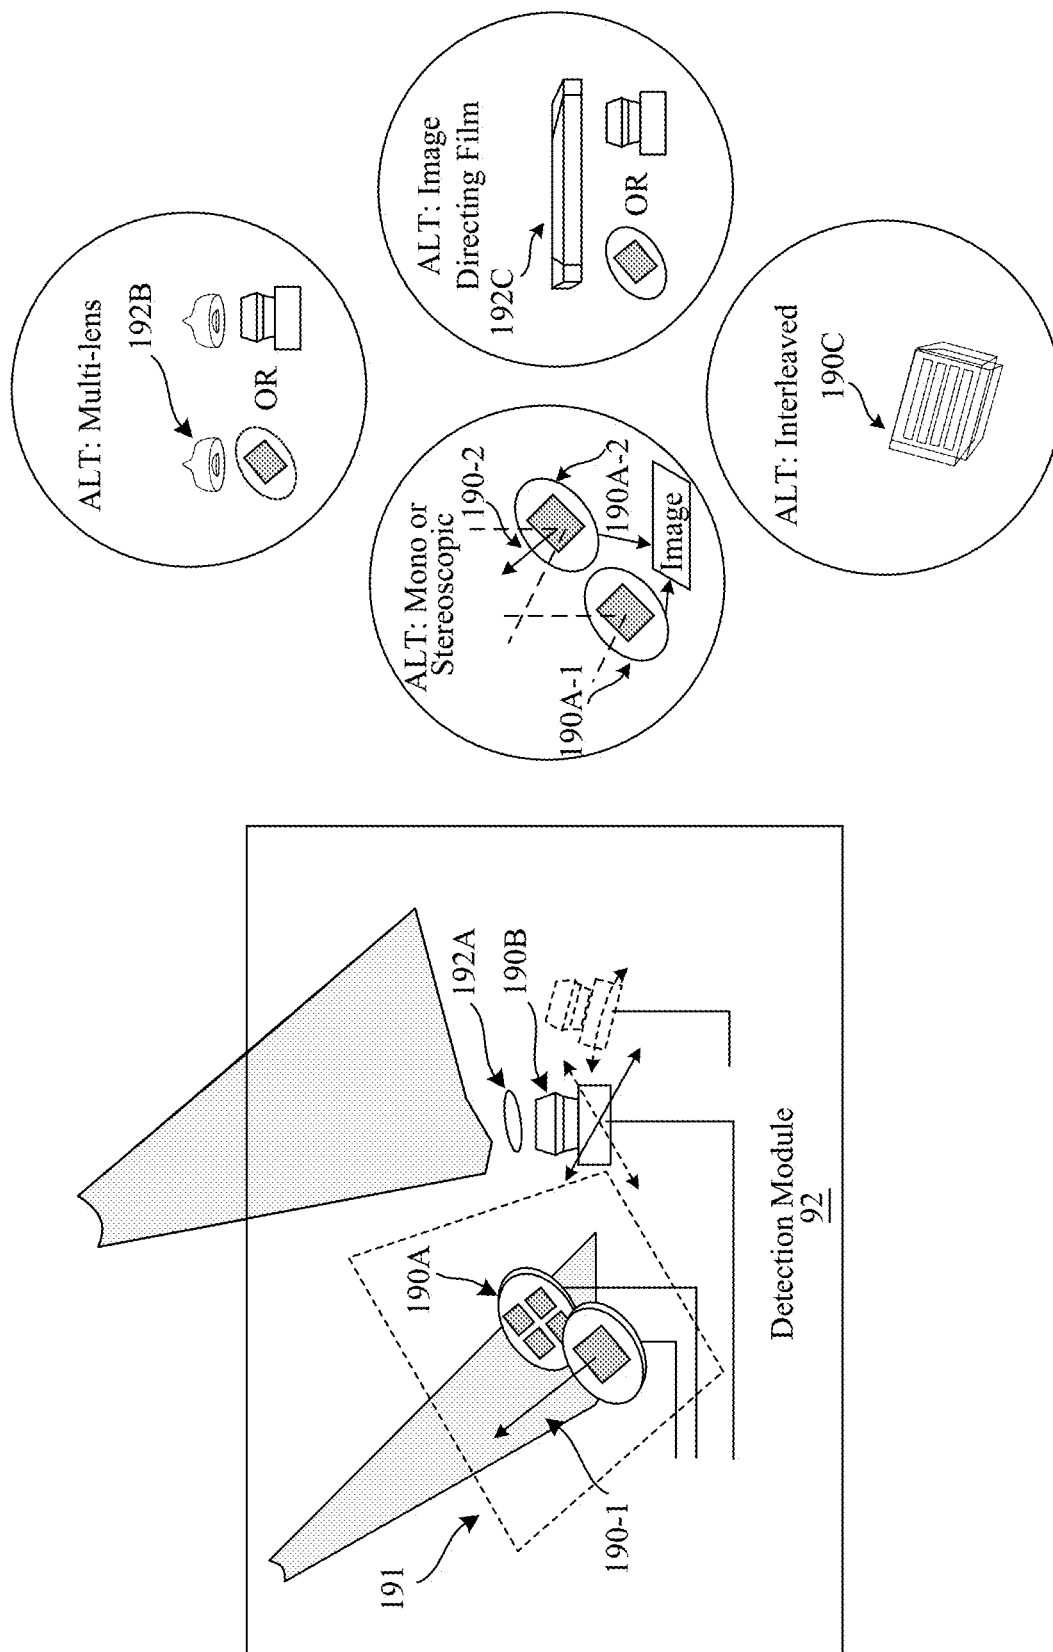 191
190-1
190A
192A
190B
Detection Module
92
ALT: Mono or
Stereoscopic
190-2
190A-1
190A-2
Image
ALT: Multi-lens
192B
OR
ALT: Image
Directing Film
192C
OR
ALT: Interleaved
190C